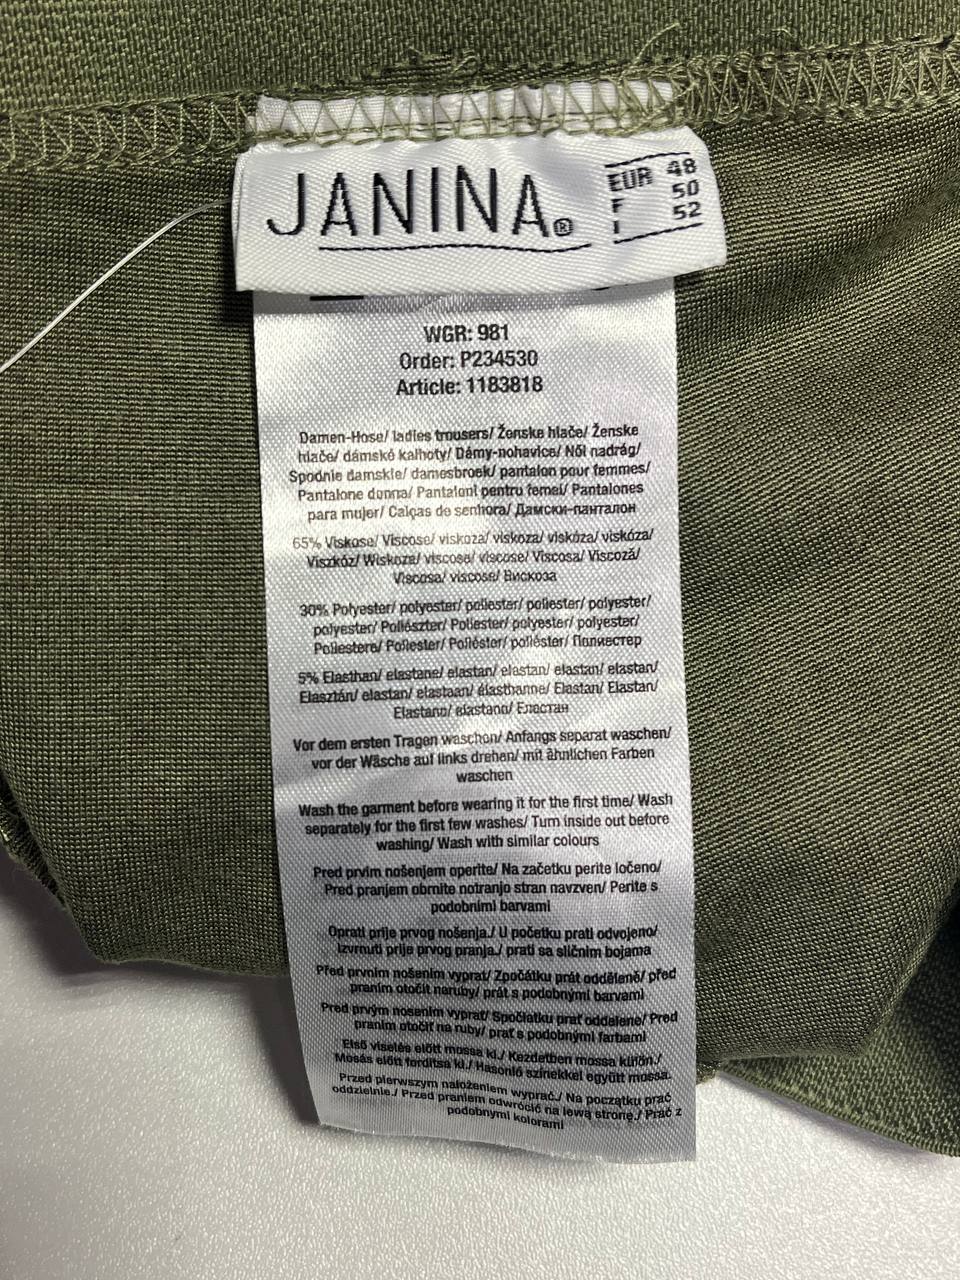 JANINA®
EUR 48
F 50
I 52
WGR: 981
Order: P234530
Article: 1183818
Damen-Hose/ ladies trousers/ Ženske hlače/ Ženske
hlače/ dámské kalhoty/ Dámy-nohavice/ Női nadrág/
Spodnie damskie/ damesbroek/ pantalon pour femmes/
Pantalone donna/ Pantaloni pentru femei/ Pantalones
para mujer/ Calças de senhora/ Дамски-панталон
65% Viskose/ Viscose/ viskoza/ viskoza/ viskóza/ viskóza/
Viszkóz/ Wiskoza/ viscose/ viscose/ Viscosa/ Viscoză/
Viscosa/ viscose/ Вискоза
30% Polyester/ polyester/ poliester/ poliester/ polyester/
polyester/ Poliészter/ Poliester/ polyester/ polyester/
Poliestere/ Poliester/ Poliéster/ poliéster/ Полиестер
5% Elasthan/ elastane/ elastan/ elastan/ elastan/ elastan/
Elasztán/ elastan/ elastaan/ élasthanne/ Elastan/ Elastan/
Elastano/ elastano/ Еластан
Vor dem ersten Tragen waschen/ Anfangs separat waschen/
vor der Wäsche auf links drehen/ mit ähnlichen Farben
waschen
Wash the garment before wearing it for the first time/ Wash
separately for the first few washes/ Turn inside out before
washing/ Wash with similar colours
Pred prvim nošenjem operite/ Na začetku perite ločeno/
Pred pranjem obrnite notranjo stran navzven/ Perite s
podobnimi barvami
Oprati prije prvog nošenja./ U početku prati odvojeno/
Izvrnuti prije prvog pranja./ prati sa sličnim bojama
Před prvním nošením vyprat/ Zpočátku prát odděleně/ před
praním otočit naruby/ prát s podobnými barvami
Pred prvým nosením vyprať/ Spočiatku prať oddelene/ Pred
praním otočiť na ruby/ prať s podobnými farbami
Első viselés előtt mossa ki./ Kezdetben mossa külön./
Mosás előtt fordítsa ki./ Hasonló színekkel együtt mossa.
Przed pierwszym nałożeniem wyprać./ Na początku prać
oddzielnie./ Przed praniem odwrócić na lewą stronę./ Prać z
podobnymi kolorami